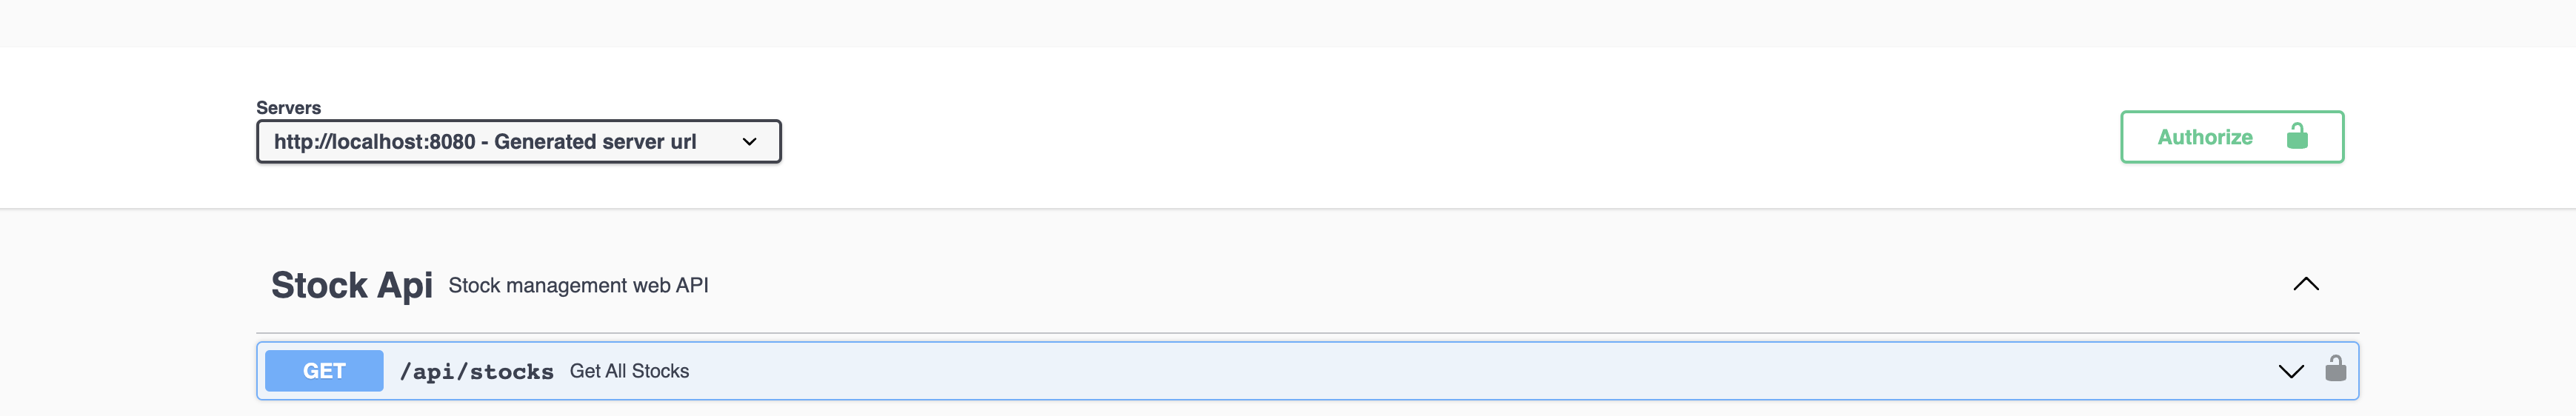 Servers
http://localhost:8080 - Generated server url
Authorize
Stock Api Stock management web API
GET /api/stocks Get All Stocks